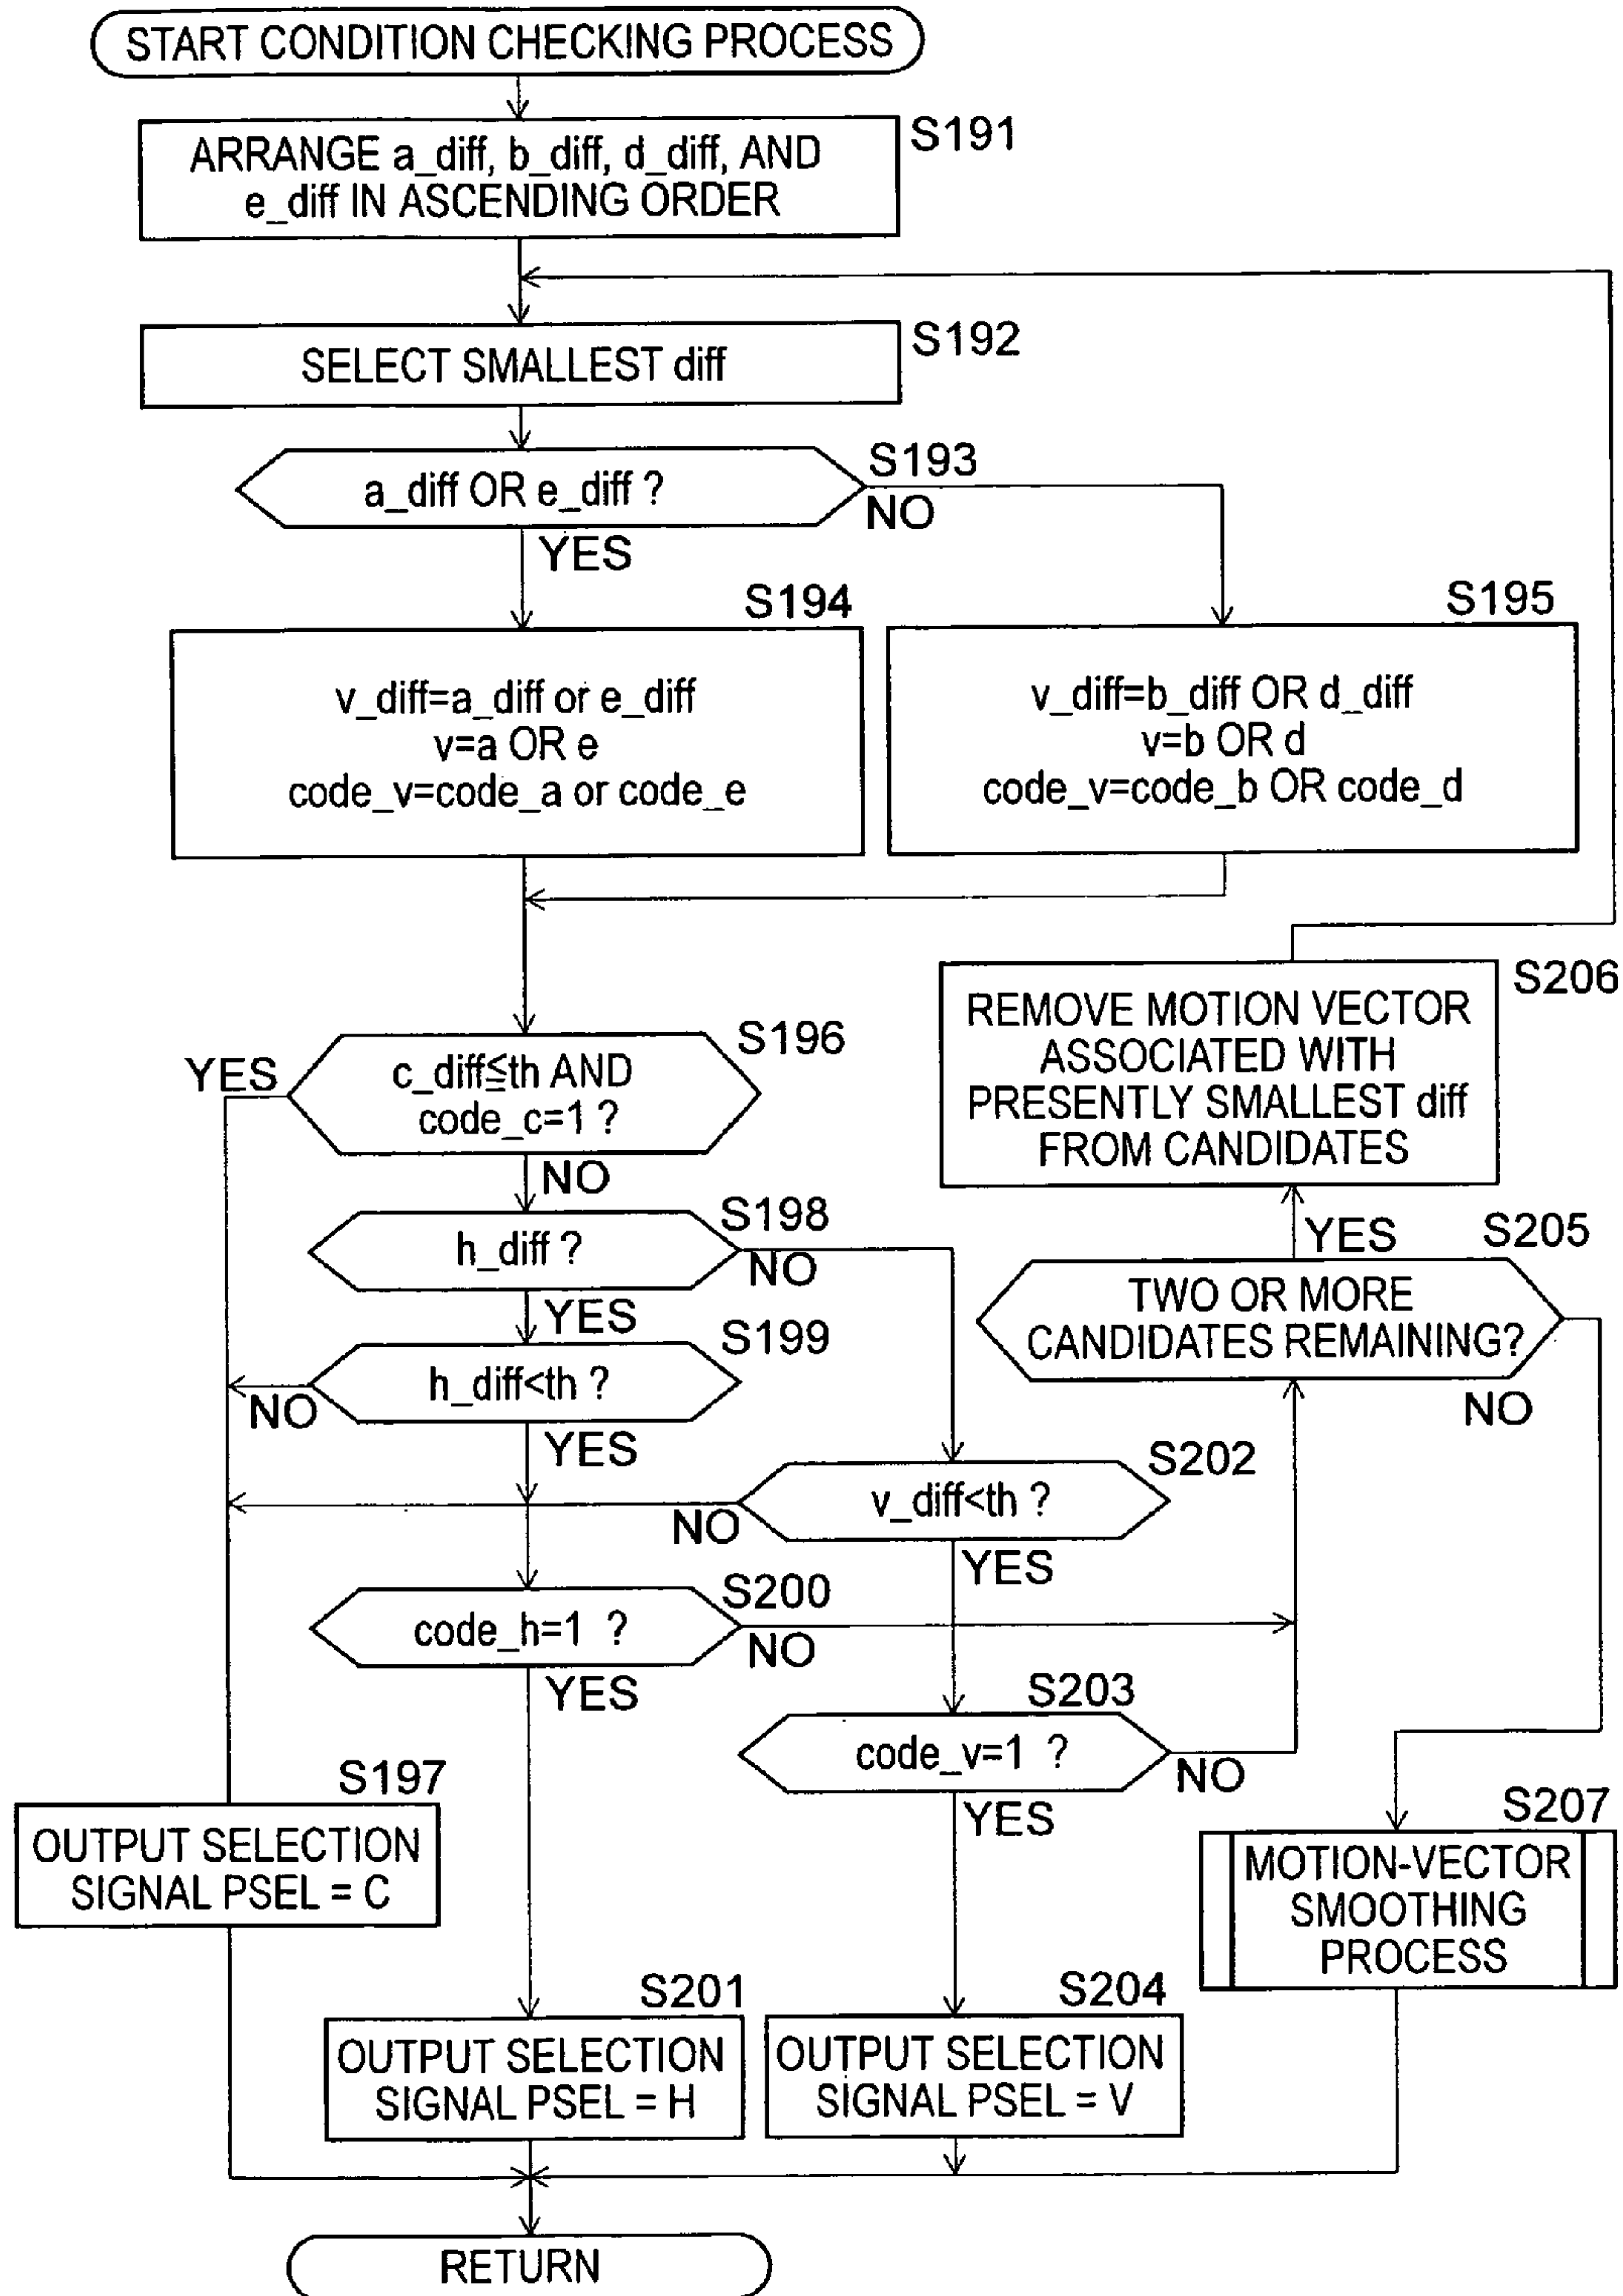 START CONDITION CHECKING PROCESS
S191
ARRANGE a_diff, b_diff, d_diff, AND
e_diff IN ASCENDING ORDER
S192
SELECT SMALLEST diff
S193
a_diff OR e_diff ?
NO
YES
S194
v_diff=a_diff or e_diff
v=a OR e
code_v=code_a or code_e
S195
v_diff=b_diff OR d_diff
v=b OR d
code_v=code_b OR code_d
S196
YES
c_diff≦th AND
code_c=1 ?
NO
S206
REMOVE MOTION VECTOR
ASSOCIATED WITH
PRESENTLY SMALLEST diff
FROM CANDIDATES
S198
h_diff ?
NO
YES
S205
YES
TWO OR MORE
CANDIDATES REMAINING?
NO
S199
h_diff<th ?
NO
YES
S202
v_diff<th ?
NO
YES
S200
code_h=1 ?
NO
YES
S203
code_v=1 ?
NO
YES
S197
OUTPUT SELECTION
SIGNAL PSEL = C
S207
MOTION-VECTOR
SMOOTHING
PROCESS
S201
OUTPUT SELECTION
SIGNAL PSEL = H
S204
OUTPUT SELECTION
SIGNAL PSEL = V
RETURN